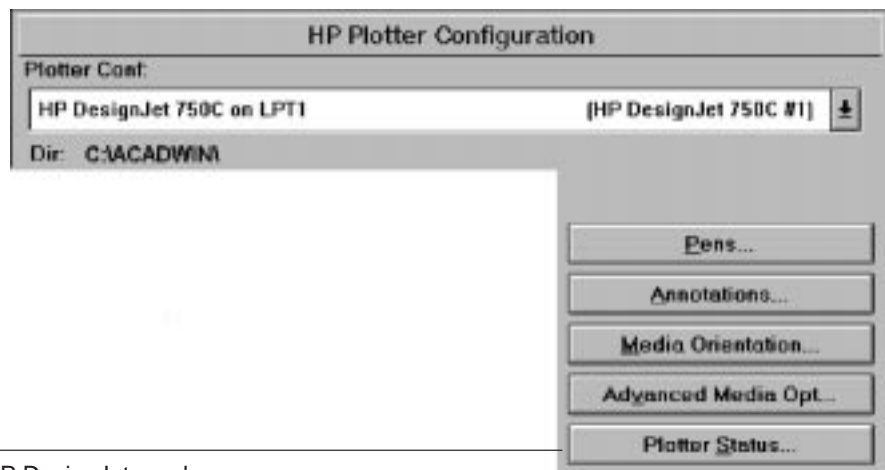 HP Plotter Configuration
Plotter Conf:
HP DesignJet 750C on LPT1 (HP DesignJet 750C #1)
Dir: C:\ACADWIN\
Pens...
Annotations...
Media Orientation...
Advanced Media Opt...
Plotter Status...